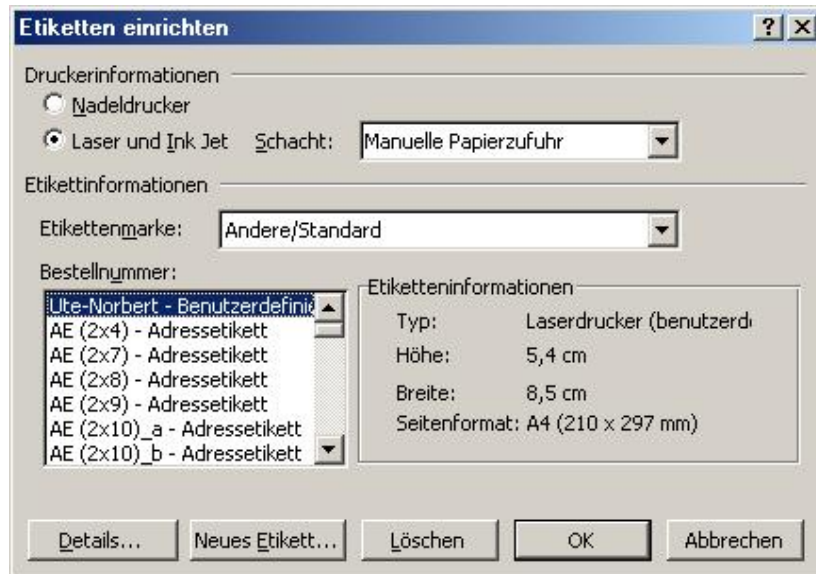 Etiketten einrichten
Druckerinformationen
Nadeldrucker
Laser und Ink Jet Schacht: Manuelle Papierzufuhr
Etikettinformationen
Etikettenmarke: Andere/Standard
Bestellnummer:
Ute-Norbert - Benutzerdefinie
AE (2x4) - Adressetikett
AE (2x7) - Adressetikett
AE (2x8) - Adressetikett
AE (2x9) - Adressetikett
AE (2x10)_a - Adressetikett
AE (2x10)_b - Adressetikett
Etiketteninformationen
Typ: Laserdrucker (benutzerd
Höhe: 5,4 cm
Breite: 8,5 cm
Seitenformat: A4 (210 x 297 mm)
Details... Neues Etikett... Löschen OK Abbrechen